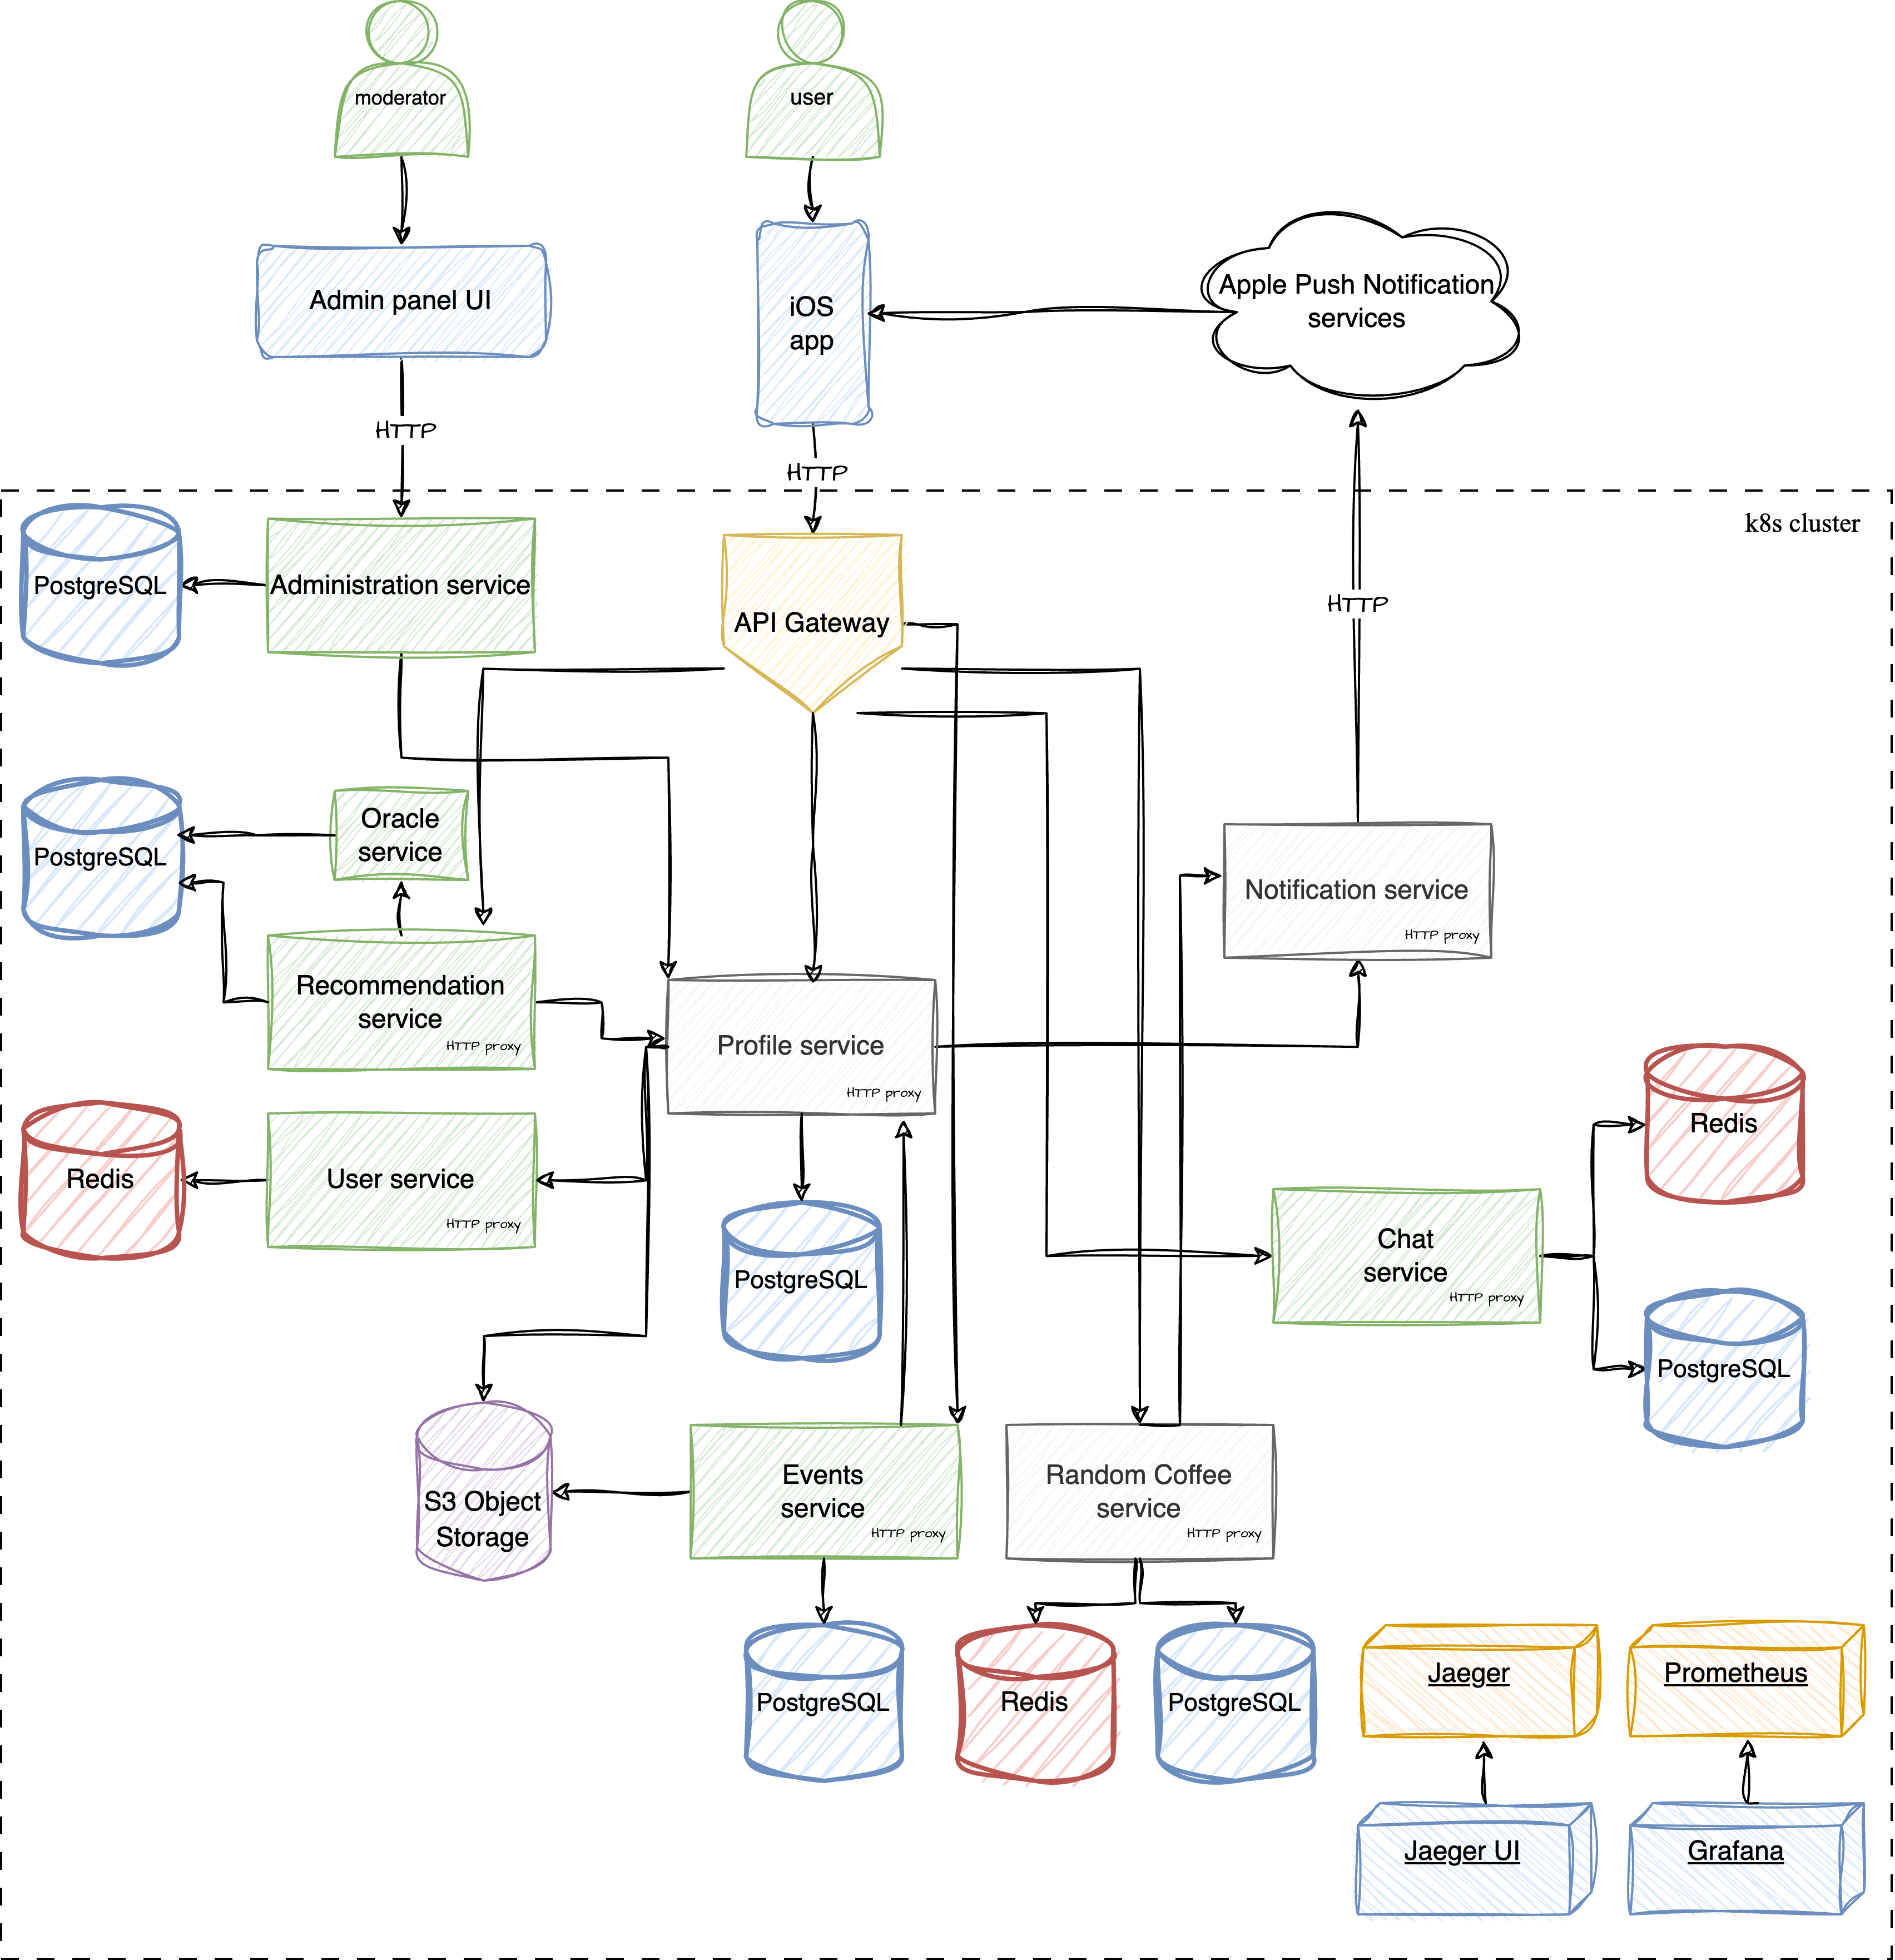 moderator
user
Admin panel UI
iOS
app
Apple Push Notification
services
HTTP
HTTP
k8s cluster
PostgreSQL
Administration service
API Gateway
HTTP
Oracle
service
PostgreSQL
Notification service
HTTP proxy
Recommendation
service
HTTP proxy
Profile service
HTTP proxy
Redis
User service
HTTP proxy
Redis
PostgreSQL
Chat
service
HTTP proxy
PostgreSQL
S3 Object
Storage
Events
service
HTTP proxy
Random Coffee
service
HTTP proxy
PostgreSQL
Redis
PostgreSQL
Jaeger
Prometheus
Jaeger UI
Grafana